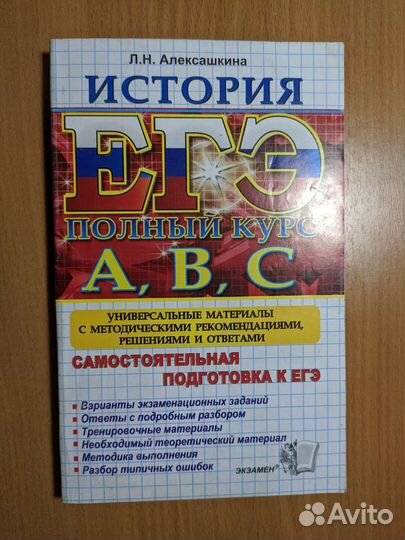 Л.Н. Алексашкина
ИСТОРИЯ
ЕГЭ
ПОЛНЫЙ КУРС
А, В, С
УНИВЕРСАЛЬНЫЕ МАТЕРИАЛЫ
С МЕТОДИЧЕСКИМИ РЕКОМЕНДАЦИЯМИ,
РЕШЕНИЯМИ И ОТВЕТАМИ
САМОСТОЯТЕЛЬНАЯ
ПОДГОТОВКА К ЕГЭ
Варианты экзаменационных заданий
Ответы с подробным разбором
Тренировочные материалы
Необходимый теоретический материал
Методика выполнения
Разбор типичных ошибок
ЭКЗАМЕН®
Avito